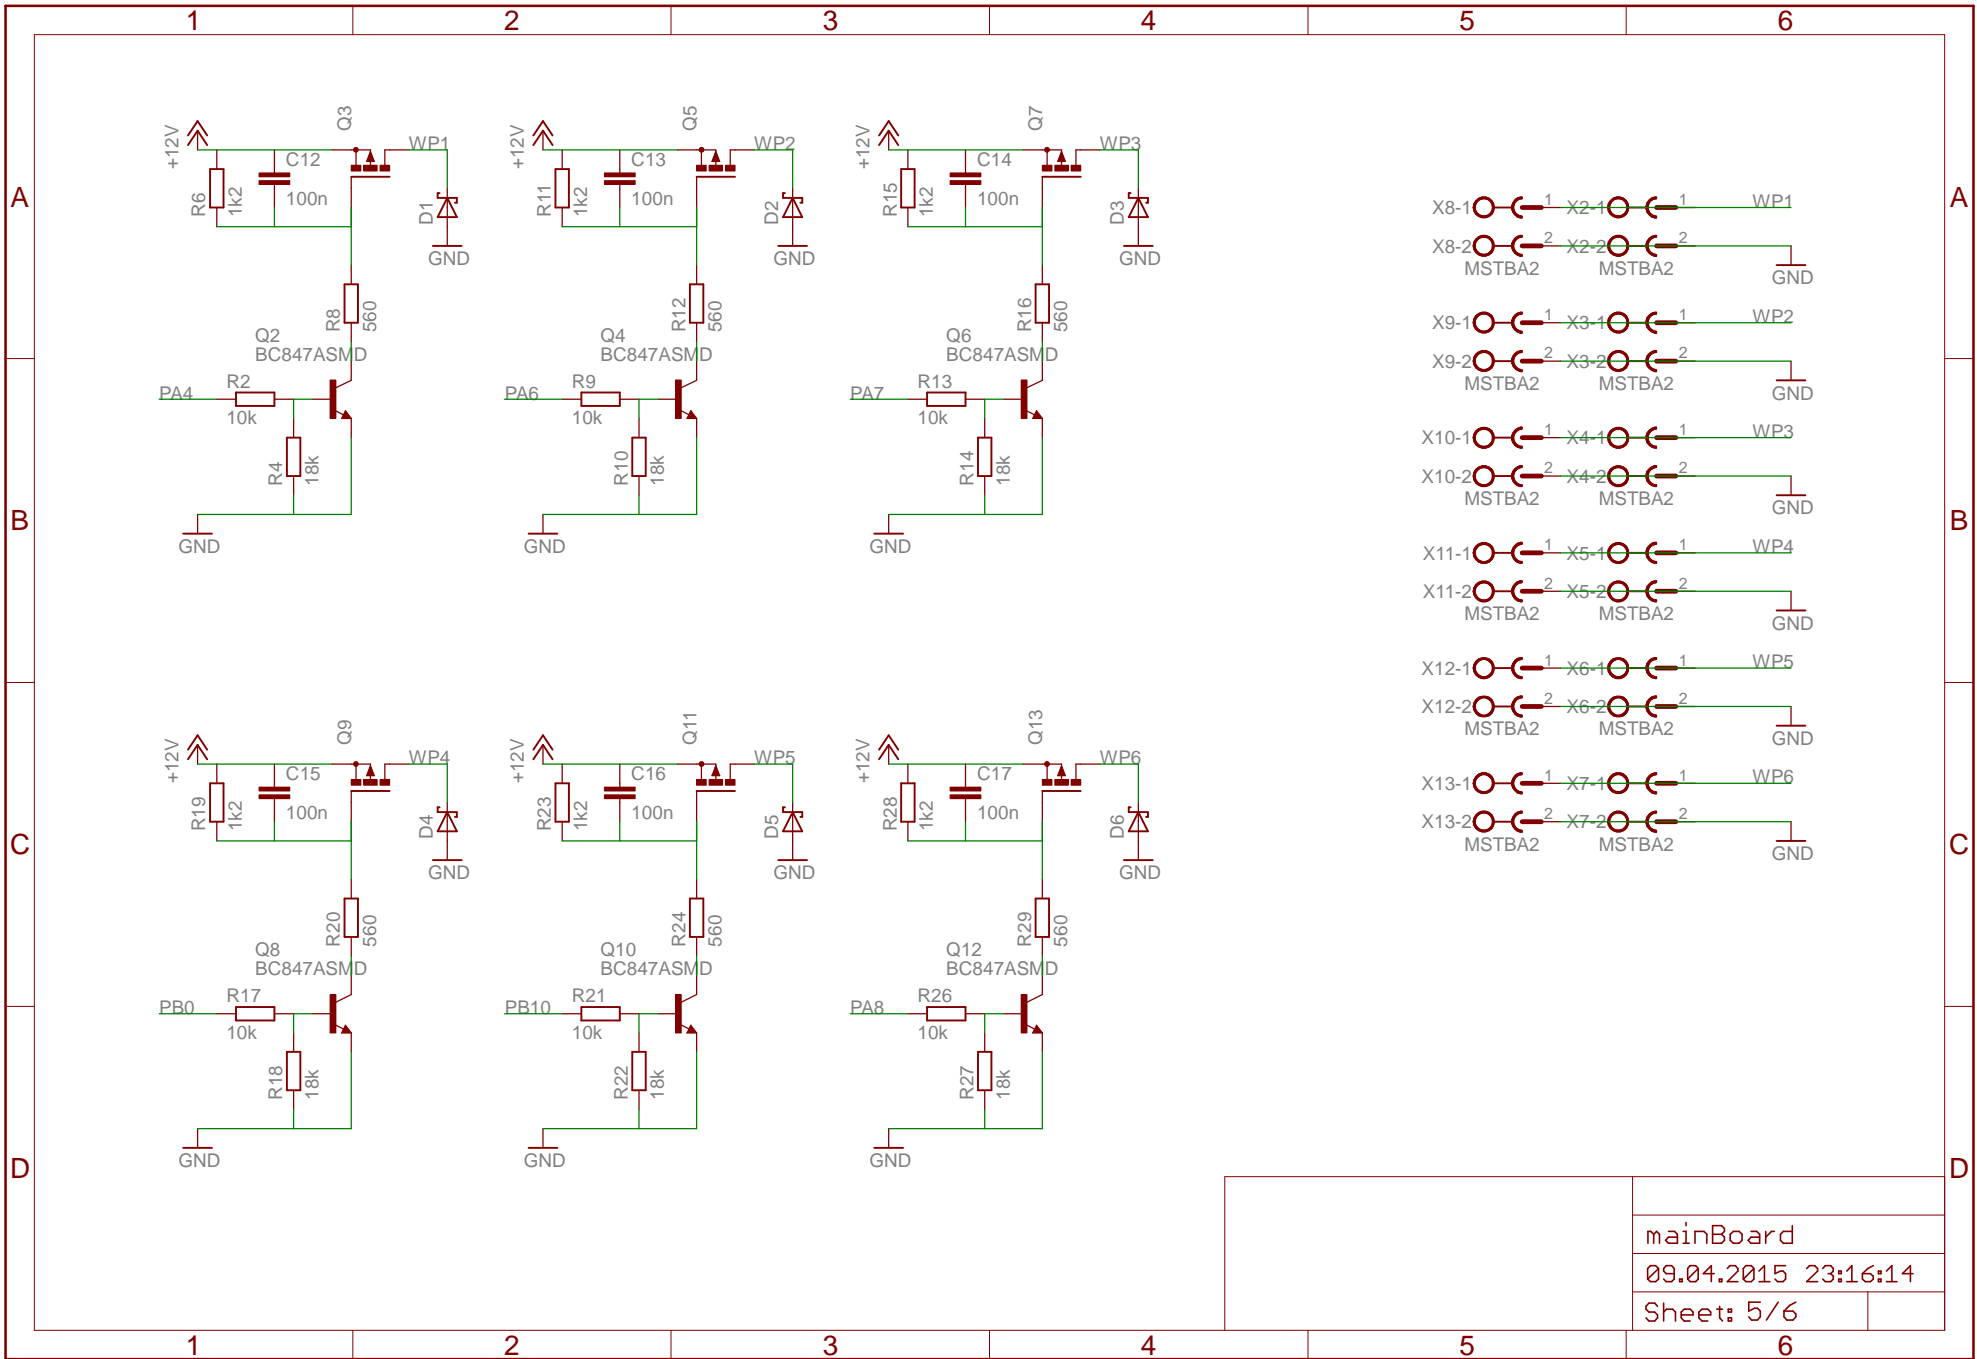 1 2 3 4 5 6
A A
B B
C C
D D
+12V
Q3
WP1
C12
100n
R6
1k2
D1
GND
R8
560
Q2
BC847ASMD
PA4
R2
10k
R4
18k
GND
+12V
Q5
WP2
C13
100n
R11
1k2
D2
GND
R12
560
Q4
BC847ASMD
PA6
R9
10k
R10
18k
GND
+12V
Q7
WP3
C14
100n
R15
1k2
D3
GND
R16
560
Q6
BC847ASMD
PA7
R13
10k
R14
18k
GND
X8-1 1 X2-1 1 WP1
X8-2 2 X2-2 2
MSTBA2 MSTBA2 GND
X9-1 1 X3-1 1 WP2
X9-2 2 X3-2 2
MSTBA2 MSTBA2 GND
X10-1 1 X4-1 1 WP3
X10-2 2 X4-2 2
MSTBA2 MSTBA2 GND
X11-1 1 X5-1 1 WP4
X11-2 2 X5-2 2
MSTBA2 MSTBA2 GND
X12-1 1 X6-1 1 WP5
X12-2 2 X6-2 2
MSTBA2 MSTBA2 GND
X13-1 1 X7-1 1 WP6
X13-2 2 X7-2 2
MSTBA2 MSTBA2 GND
+12V
Q9
WP4
C15
100n
R19
1k2
D4
GND
R20
560
Q8
BC847ASMD
PB0
R17
10k
R18
18k
GND
+12V
Q11
WP5
C16
100n
R23
1k2
D5
GND
R24
560
Q10
BC847ASMD
PB10
R21
10k
R22
18k
GND
+12V
Q13
WP6
C17
100n
R28
1k2
D6
GND
R29
560
Q12
BC847ASMD
PA8
R26
10k
R27
18k
GND
mainBoard
09.04.2015 23:16:14
Sheet: 5/6
1 2 3 4 5 6